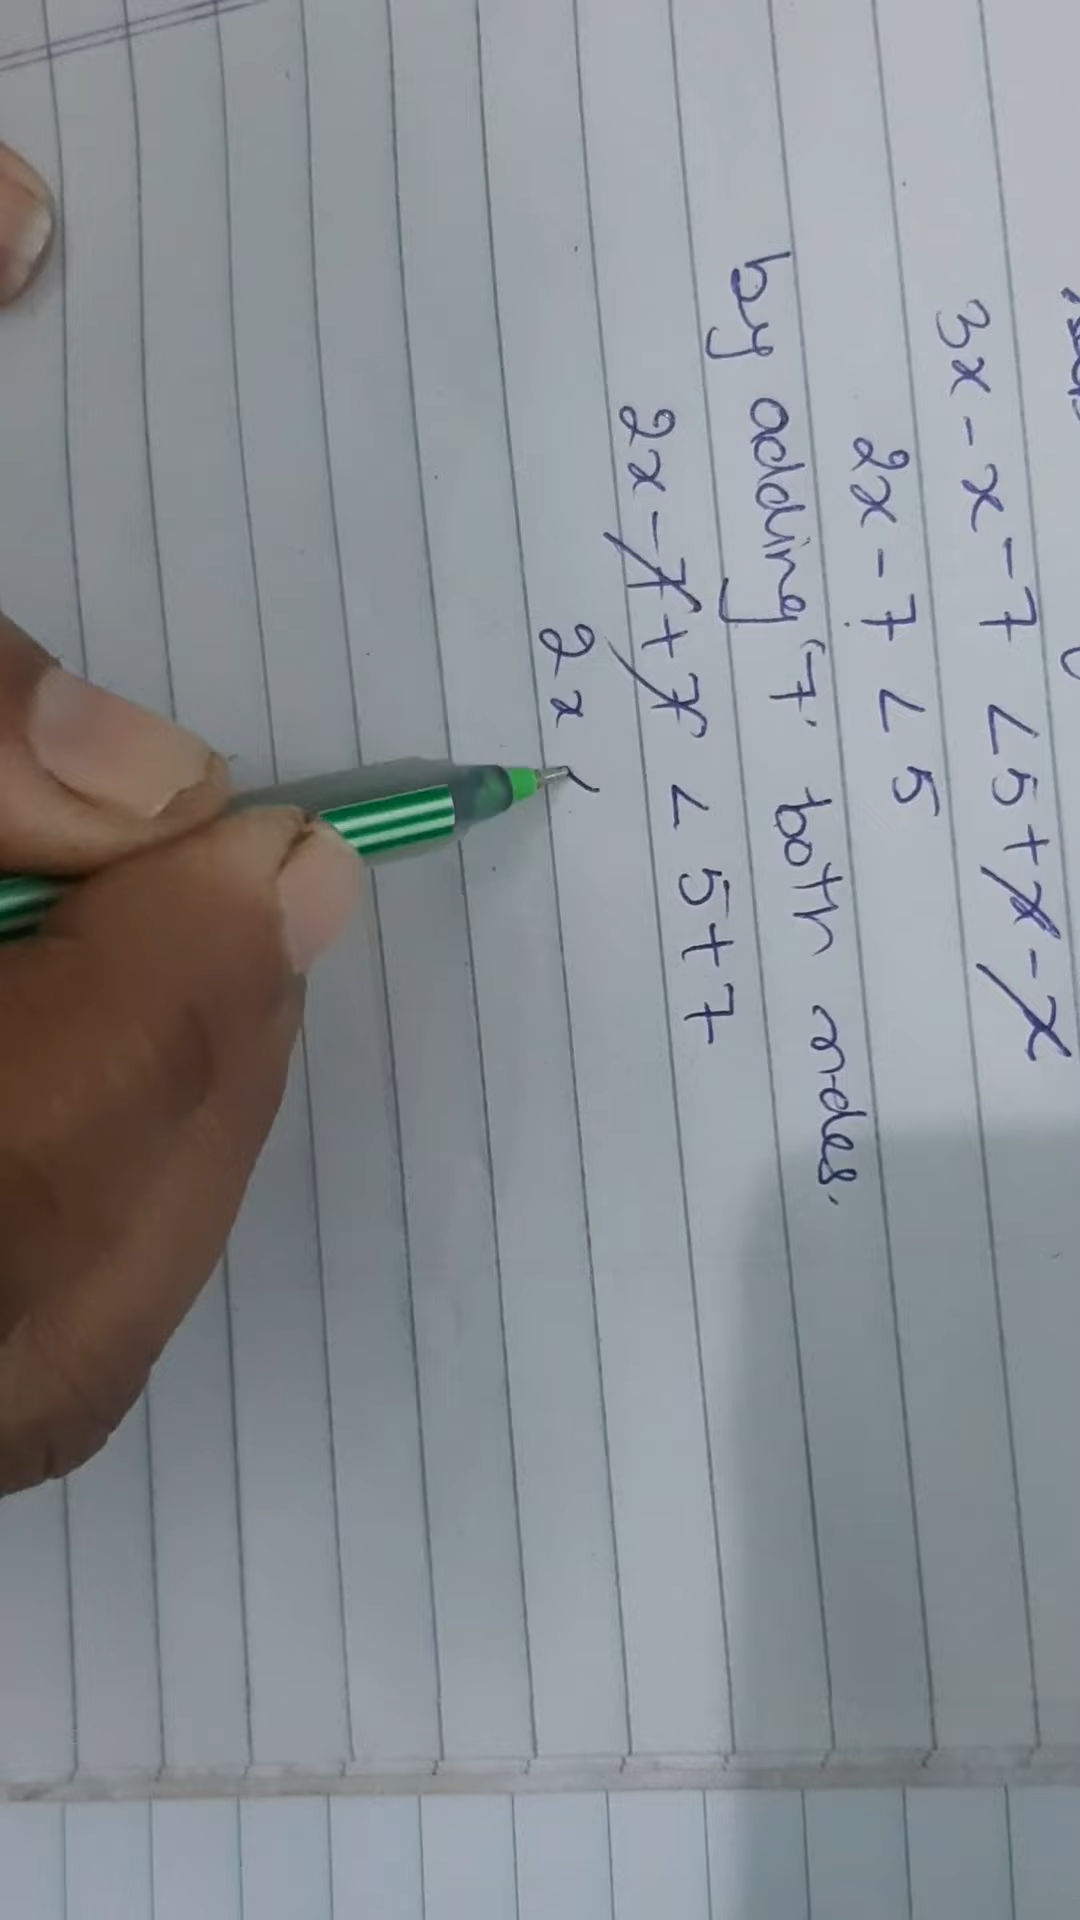 3x - x - 7 < 5 + x - x
2x - 7 < 5
by adding '7' both sides.
2x - 7 + 7 < 5 + 7
2x <